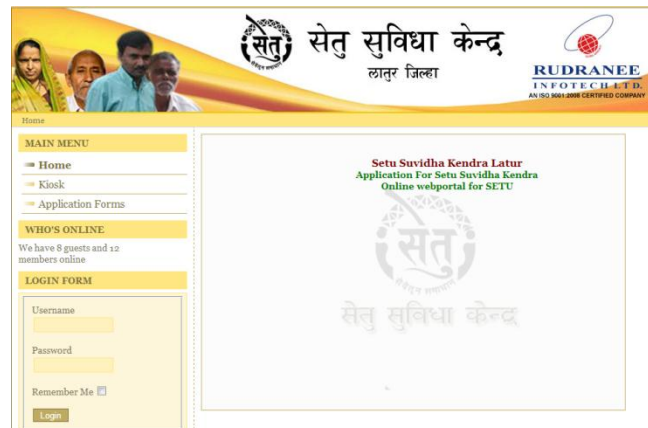 सेतु
सेतु सुविधा केन्द्र
लातुर जिल्हा
RUDRANEE
INFOTECH LTD.
AN ISO 9001:2008 CERTIFIED COMPANY
Home
MAIN MENU
Home
Kiosk
Application Forms
WHO'S ONLINE
We have 8 guests and 12
members online
LOGIN FORM
Username
Password
Remember Me
Login
Setu Suvidha Kendra Latur
Application For Setu Suvidha Kendra
Online webportal for SETU
सेतु
सेतु सुविधा केन्द्र